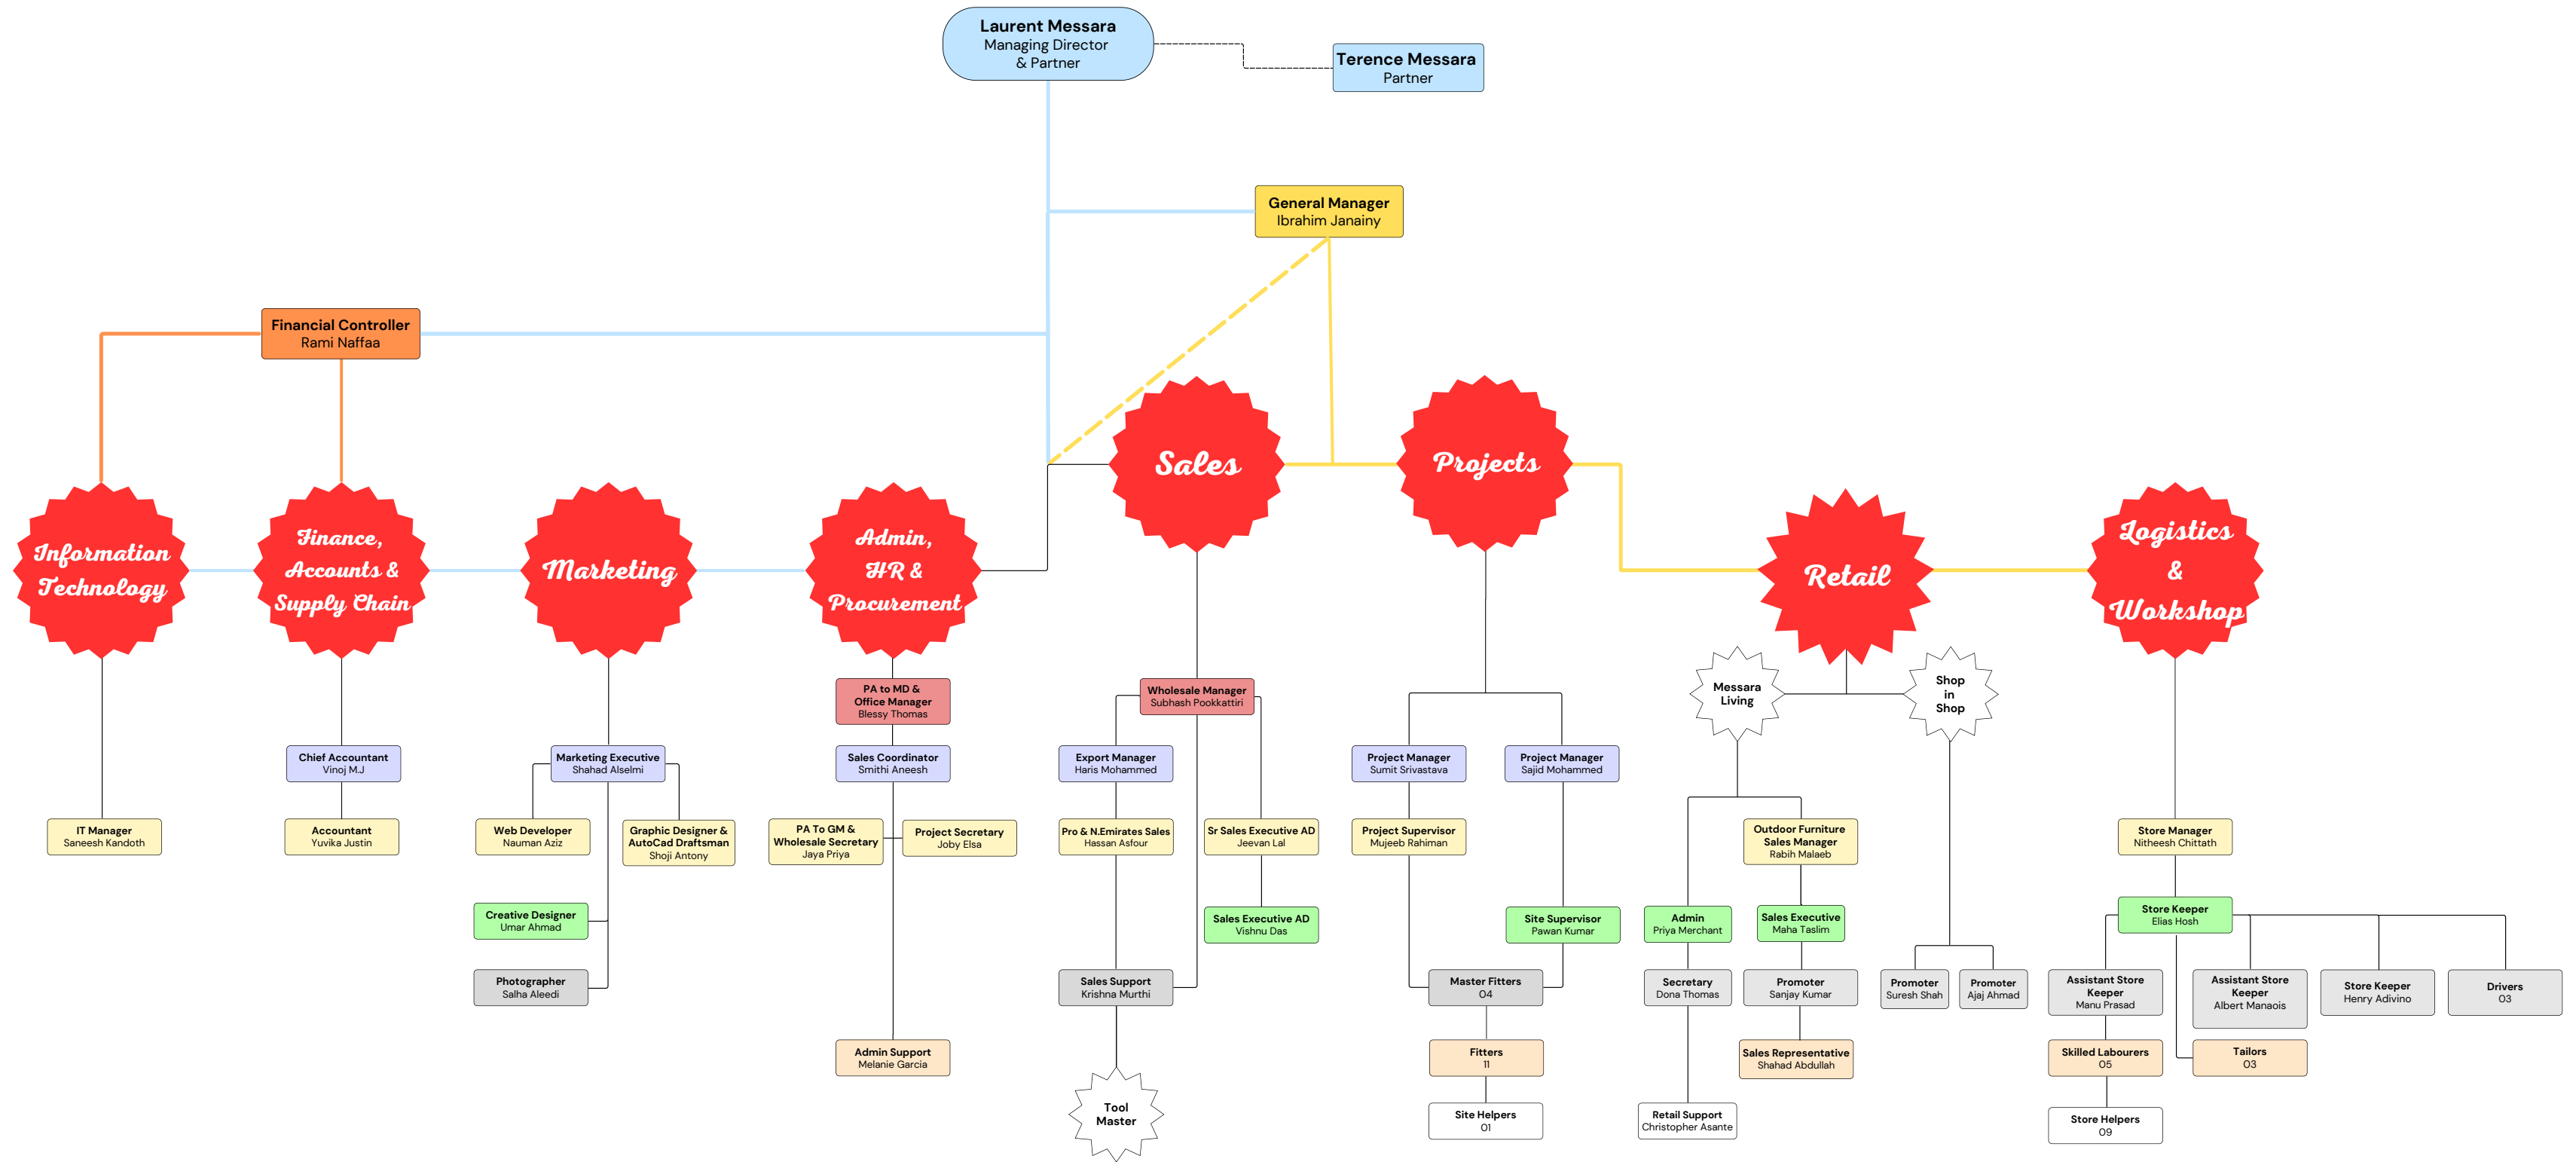 Laurent Messara
Managing Director
& Partner
Terence Messara
Partner
General Manager
Ibrahim Janainy
Financial Controller
Rami Naffaa
Information
Technology
Finance,
Accounts &
Supply Chain
Marketing
Admin,
HR &
Procurement
Sales
Projects
Retail
Logistics
&
Workshop
Messara
Living
Shop
in
Shop
IT Manager
Saneesh Kandoth
Chief Accountant
Vinoj M.J
Accountant
Yuvika Justin
Marketing Executive
Shahad Alselmi
Web Developer
Nauman Aziz
Graphic Designer &
AutoCad Draftsman
Shoji Antony
Creative Designer
Umar Ahmad
Photographer
Salha Aleedi
PA to MD &
Office Manager
Blessy Thomas
Sales Coordinator
Smithi Aneesh
PA To GM &
Wholesale Secretary
Jaya Priya
Project Secretary
Joby Elsa
Admin Support
Melanie Garcia
Wholesale Manager
Subhash Pookkattiri
Export Manager
Haris Mohammed
Pro & N.Emirates Sales
Hassan Asfour
Sr Sales Executive AD
Jeevan Lal
Sales Executive AD
Vishnu Das
Sales Support
Krishna Murthi
Tool
Master
Project Manager
Sumit Srivastava
Project Manager
Sajid Mohammed
Project Supervisor
Mujeeb Rahiman
Site Supervisor
Pawan Kumar
Master Fitters
04
Fitters
11
Site Helpers
01
Outdoor Furniture
Sales Manager
Rabih Malaeb
Admin
Priya Merchant
Sales Executive
Maha Taslim
Secretary
Dona Thomas
Promoter
Sanjay Kumar
Sales Representative
Shahad Abdullah
Retail Support
Christopher Asante
Promoter
Suresh Shah
Promoter
Ajaj Ahmad
Store Manager
Nitheesh Chittath
Store Keeper
Elias Hosh
Assistant Store
Keeper
Manu Prasad
Assistant Store
Keeper
Albert Manaois
Store Keeper
Henry Adivino
Drivers
03
Skilled Labourers
05
Tailors
03
Store Helpers
09